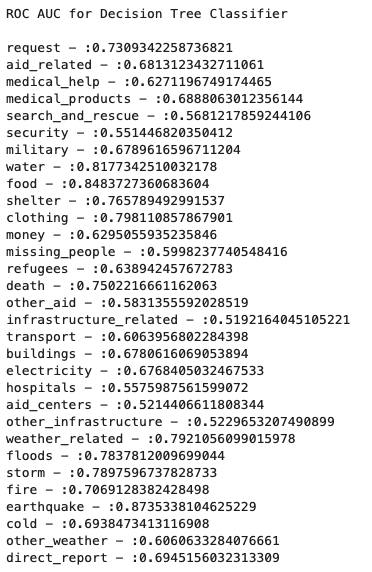 ROC AUC for Decision Tree Classifier
request - :0.7309342258736821
aid_related - :0.6813123432711061
medical_help - :0.6271196749174465
medical_products - :0.6888063012356144
search_and_rescue - :0.5681217859244106
security - :0.551446820350412
military - :0.6789616596711204
water - :0.8177342510032178
food - :0.8483727360683604
shelter - :0.765789492991537
clothing - :0.798110857867901
money - :0.6295055935235846
missing_people - :0.5998237740548416
refugees - :0.638942457672783
death - :0.7502216661162063
other_aid - :0.5831355592028519
infrastructure_related - :0.5192164045105221
transport - :0.6063956802284398
buildings - :0.6780616069053894
electricity - :0.6768405032467533
hospitals - :0.5575987561599072
aid_centers - :0.5214406611808344
other_infrastructure - :0.5229653207490899
weather_related - :0.7921056099015978
floods - :0.7837812009699044
storm - :0.7897596737828733
fire - :0.7069128382428498
earthquake - :0.8735338104625229
cold - :0.6938473413116908
other_weather - :0.6060633284076661
direct_report - :0.6945156032313309